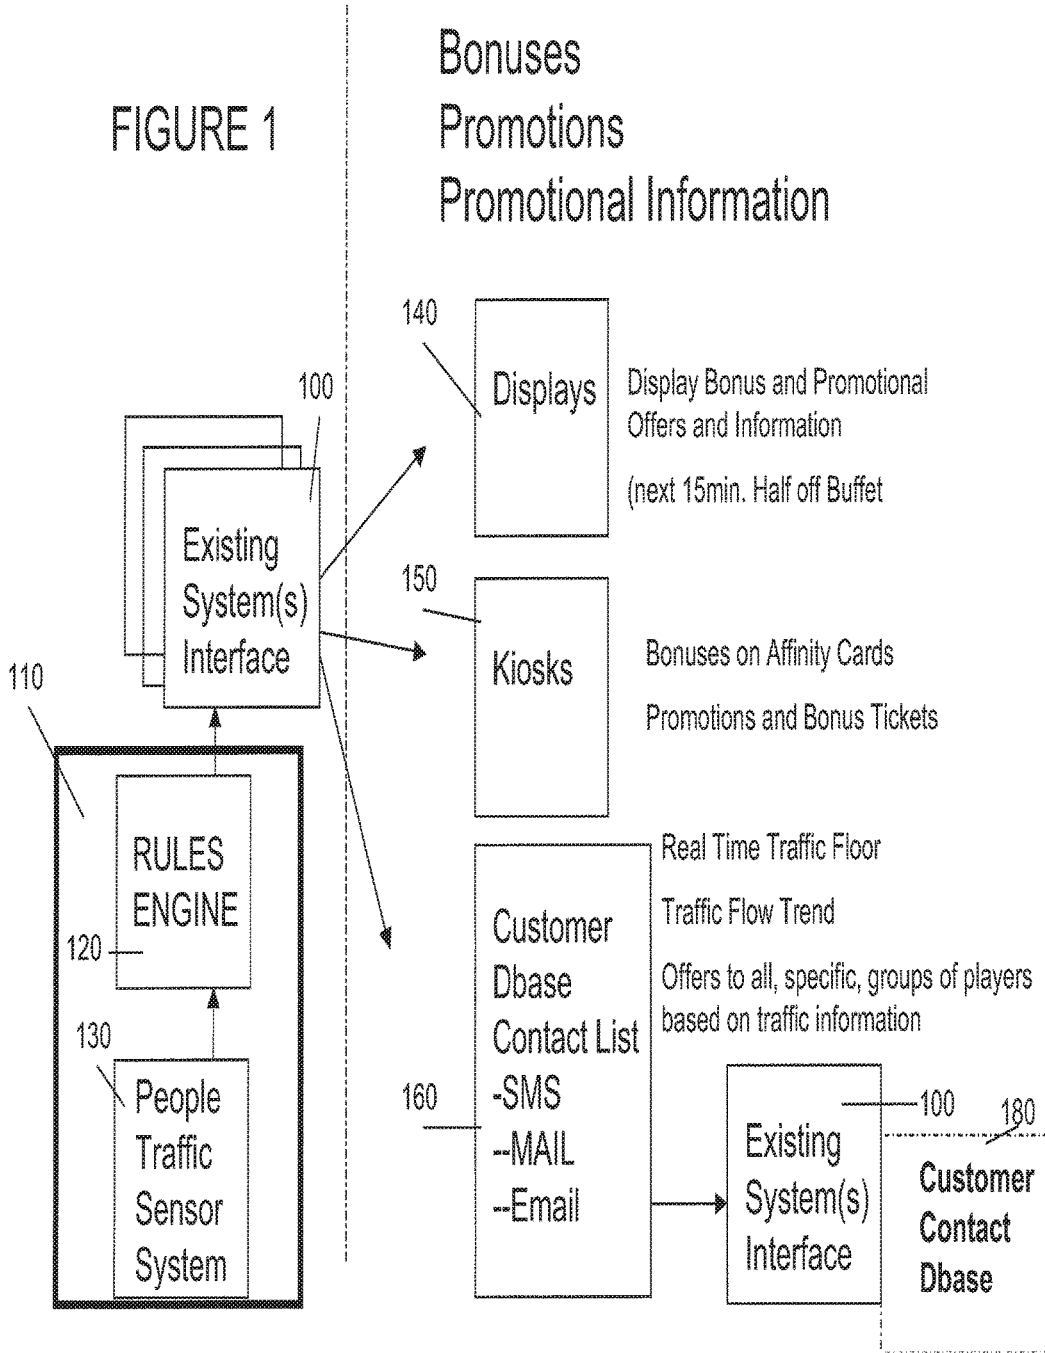 FIGURE 1
Bonuses
Promotions
Promotional Information
100
Existing
System(s)
Interface
110
RULES
ENGINE
120
130
People
Traffic
Sensor
System
140
Displays
Display Bonus and Promotional
Offers and Information
(next 15min. Half off Buffet
150
Kiosks
Bonuses on Affinity Cards
Promotions and Bonus Tickets
160
Customer
Dbase
Contact List
-SMS
--MAIL
--Email
Real Time Traffic Floor
Traffic Flow Trend
Offers to all, specific, groups of players
based on traffic information
100
Existing
System(s)
Interface
180
Customer
Contact
Dbase